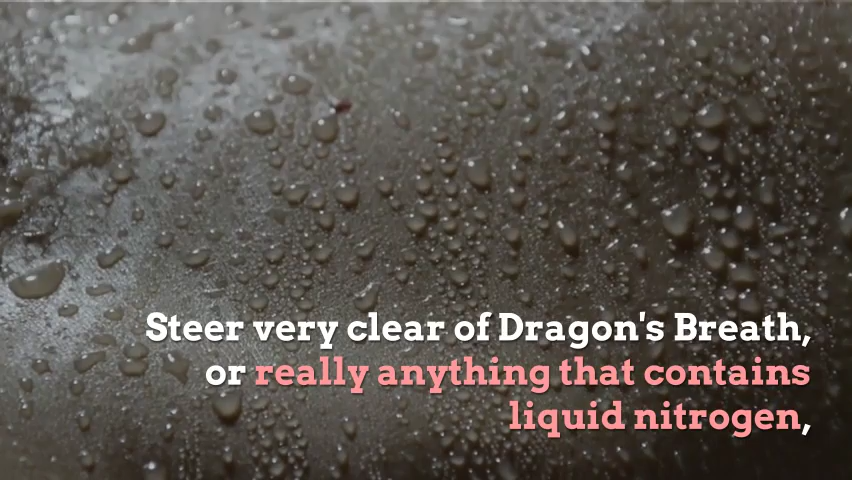 Steer very clear of Dragon's Breath,
or really anything that contains
liquid nitrogen,